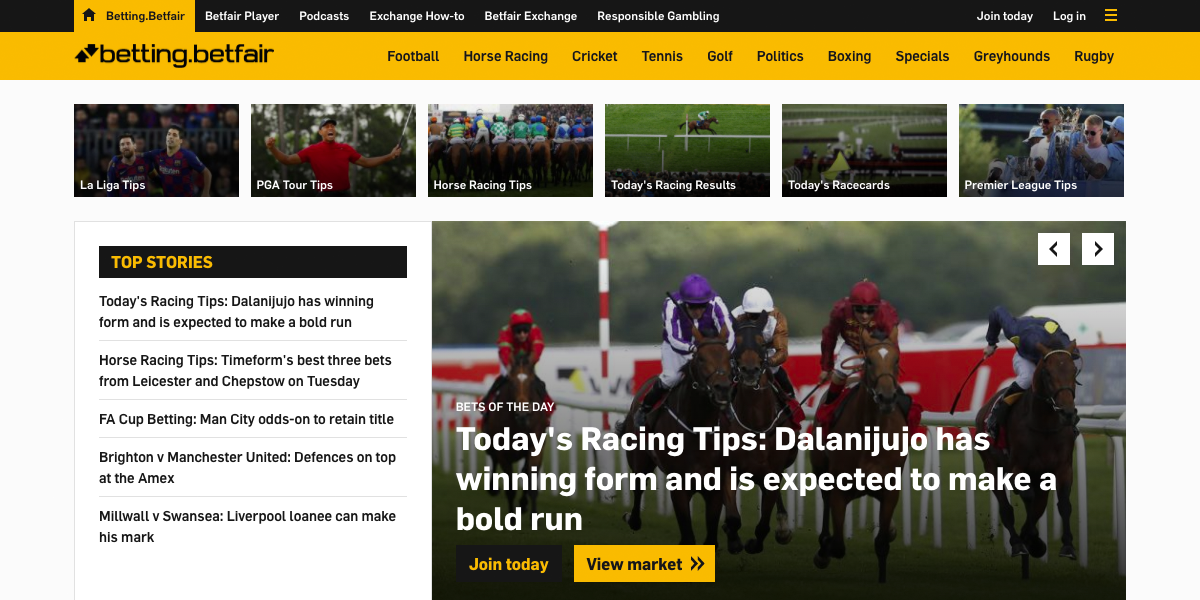 Betting.Betfair Betfair Player Podcasts Exchange How-to Betfair Exchange Responsible Gambling Join today Log in
betting.betfair Football Horse Racing Cricket Tennis Golf Politics Boxing Specials Greyhounds Rugby
La Liga Tips PGA Tour Tips Horse Racing Tips Today's Racing Results Today's Racecards Premier League Tips
TOP STORIES
Today's Racing Tips: Dalanijujo has winning
form and is expected to make a bold run
Horse Racing Tips: Timeform's best three bets
from Leicester and Chepstow on Tuesday
FA Cup Betting: Man City odds-on to retain title
Brighton v Manchester United: Defences on top
at the Amex
Millwall v Swansea: Liverpool loanee can make
his mark
BETS OF THE DAY
Today's Racing Tips: Dalanijujo has
winning form and is expected to make a
bold run
Join today View market